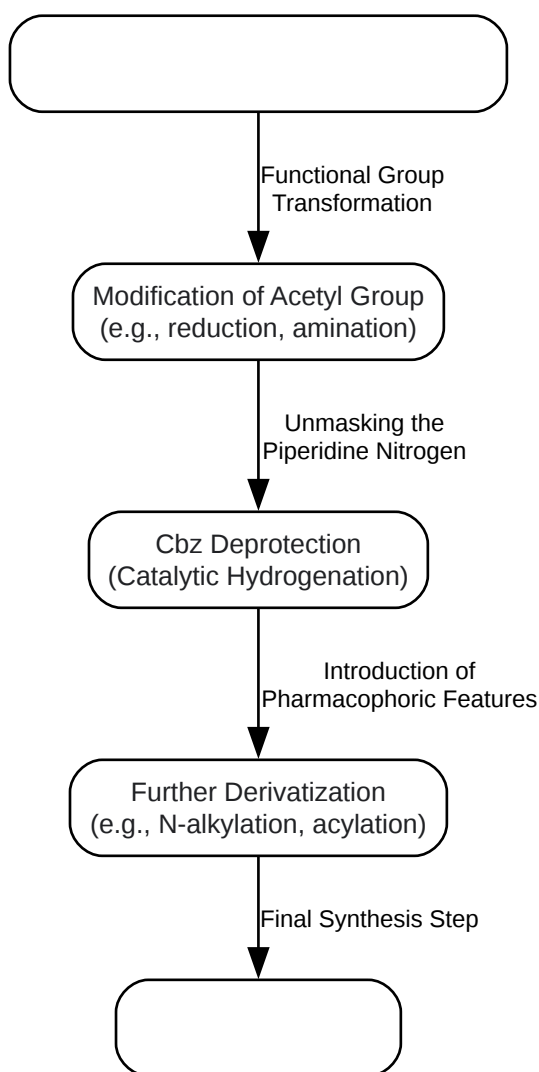 Functional Group
Transformation
Modification of Acetyl Group
(e.g., reduction, amination)
Unmasking the
Piperidine Nitrogen
Cbz Deprotection
(Catalytic Hydrogenation)
Introduction of
Pharmacophoric Features
Further Derivatization
(e.g., N-alkylation, acylation)
Final Synthesis Step